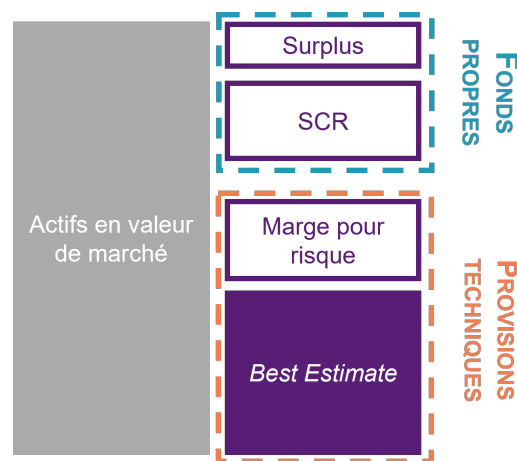 Surplus
SCR
FONDS
PROPRES
Actifs en valeur
de marché
Marge pour
risque
Best Estimate
PROVISIONS
TECHNIQUES